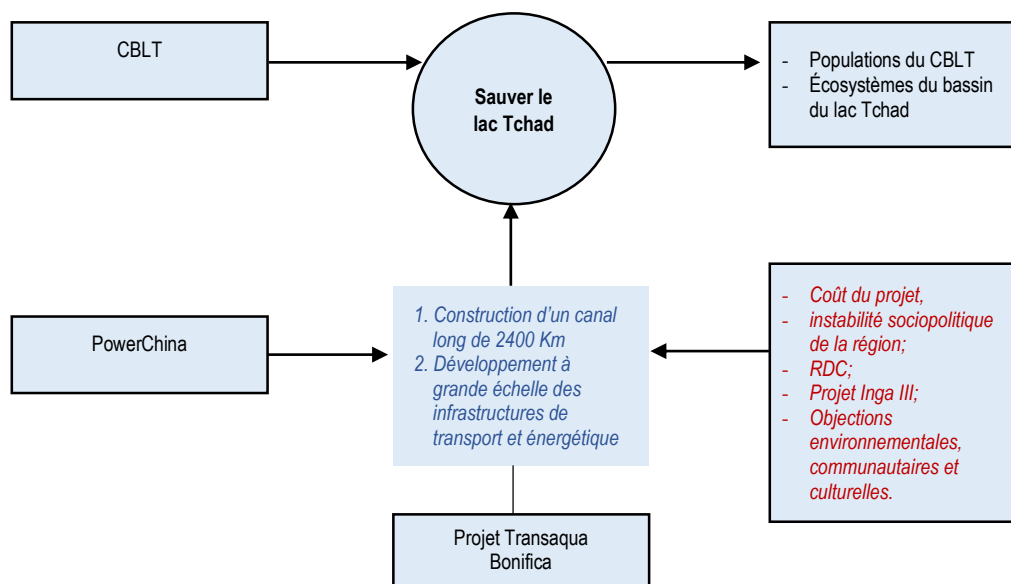 CBLT
Sauver le
lac Tchad
- Populations du CBLT
- Écosystèmes du bassin
du lac Tchad
PowerChina
1. Construction d'un canal
long de 2400 Km
2. Développement à
grande échelle des
infrastructures de
transport et énergétique
- Coût du projet,
- instabilité sociopolitique
de la région;
- RDC;
- Projet Inga III;
- Objections
environnementales,
communautaires et
culturelles.
Projet Transaqua
Bonifica